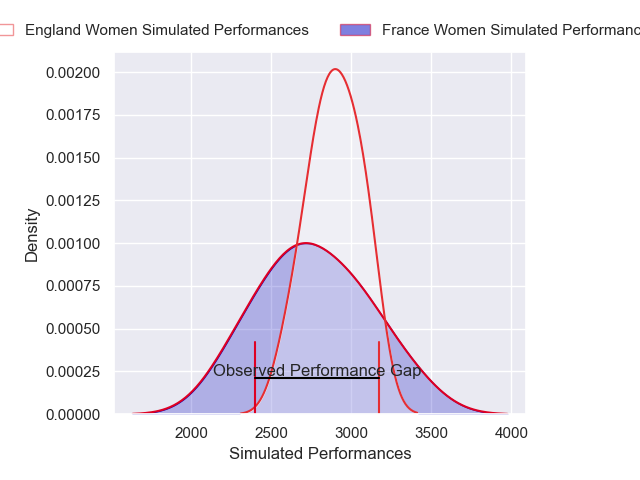 England Women Simulated Performances France Women Simulated Performanc
0.00200
0.00175
0.00150
0.00125
0.00100
0.00075
0.00050
0.00025
0.00000
Density
Observed Performance Gap
2000 2500 3000 3500 4000
Simulated Performances